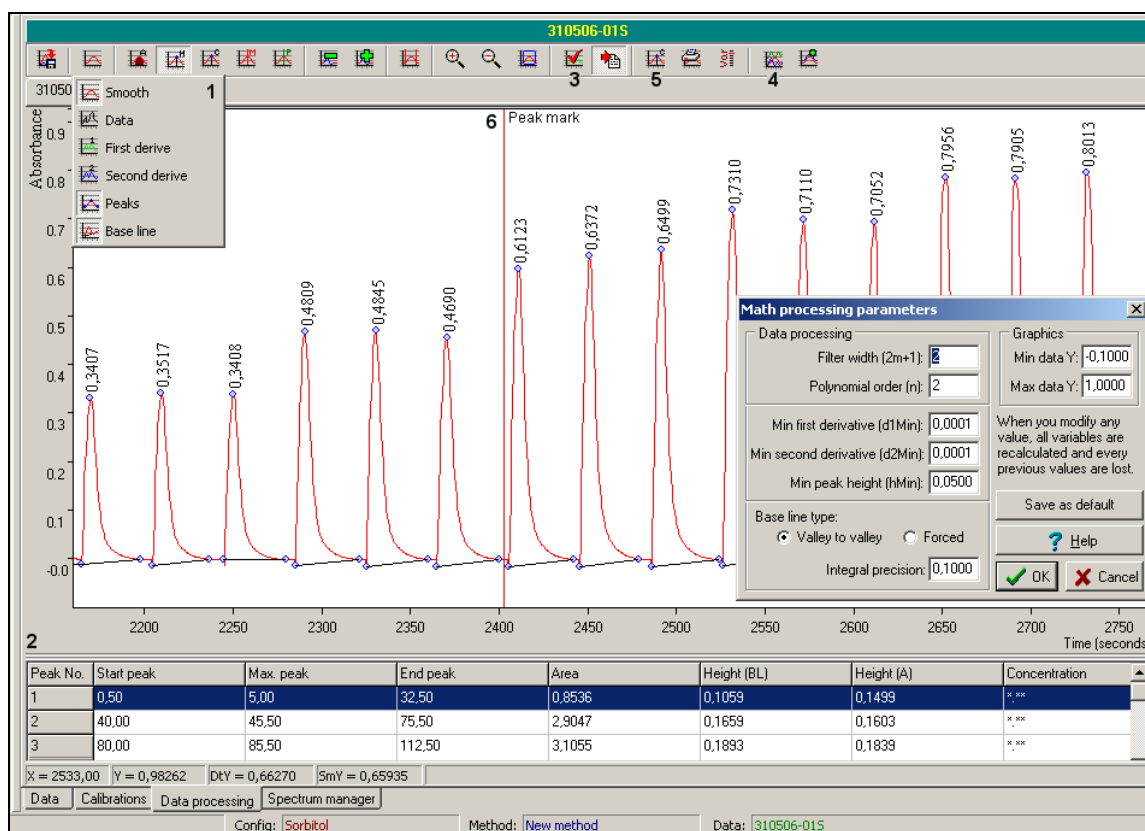 310506-01S
3 5 4
31050
Smooth 1
Data
First derive
Second derive
Peaks
Base line
6 Peak mark
Absorbance
0.9
0.8
0.7
0.6
0.5
0.4
0.3
0.2
0.1
-0.0
0,3407
0,3517
0,3408
0,4809
0,4845
0,4690
0,6123
0,6372
0,6499
0,7310
0,7110
0,7052
0,7956
0,7905
0,8013
2200 2250 2300 2350 2400 2450 2500 2550 2600 2650 2700 2750
Time (seconds
Math processing parameters
Data processing
Filter width (2m+1): 2
Polynomial order (n): 2
Min first derivative (d1Min): 0,0001
Min second derivative (d2Min): 0,0001
Min peak height (hMin): 0,0500
Base line type:
Valley to valley Forced
Integral precision: 0,1000
Graphics
Min data Y: -0,1000
Max data Y: 1,0000
When you modify any
value, all variables are
recalculated and every
previous values are lost.
Save as default
? Help
OK Cancel
2
Peak No. Start peak Max. peak End peak Area Height (BL) Height (A) Concentration
1 0,50 5,00 32,50 0,8536 0,1059 0,1499 *,**
2 40,00 45,50 75,50 2,9047 0,1659 0,1603 *,**
3 80,00 85,50 112,50 3,1055 0,1893 0,1839 *,**
X = 2533,00 Y = 0,98262 DtY = 0,66270 SmY = 0,65935
Data Calibrations Data processing Spectrum manager
Config: Sorbitol Method: New method Data: 310506-01S